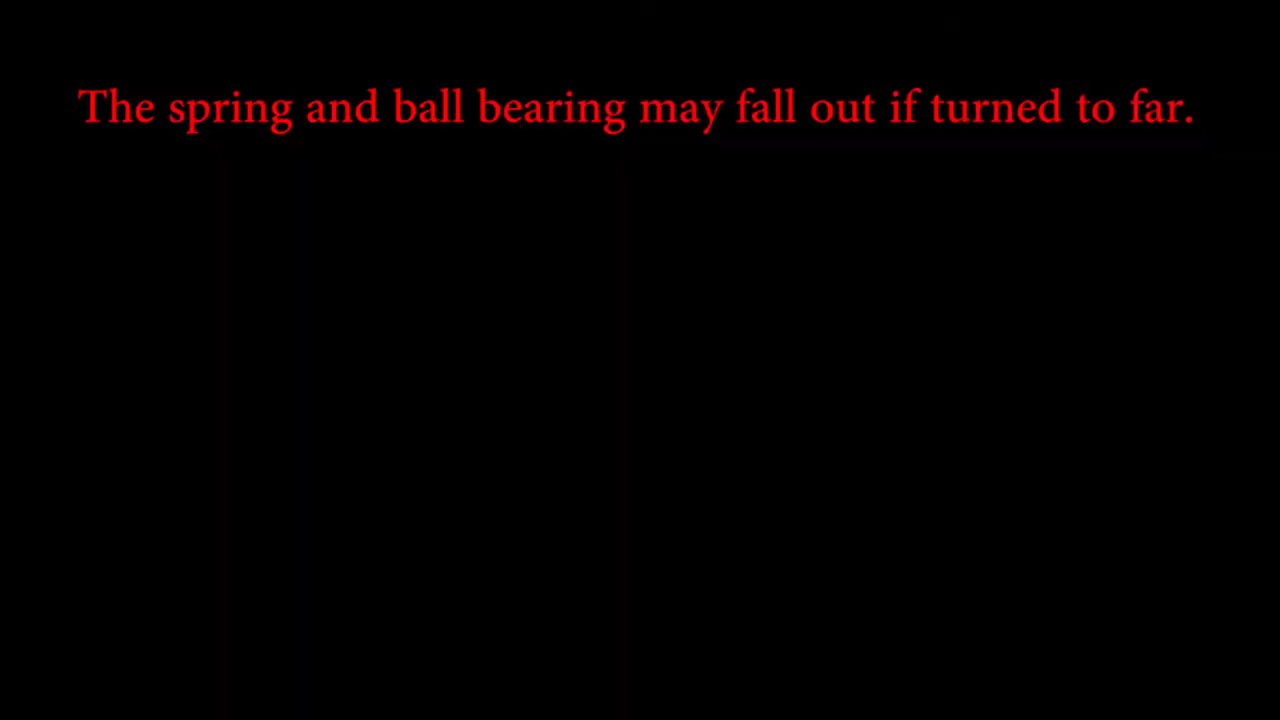 The spring and ball bearing may fall out if turned to far.